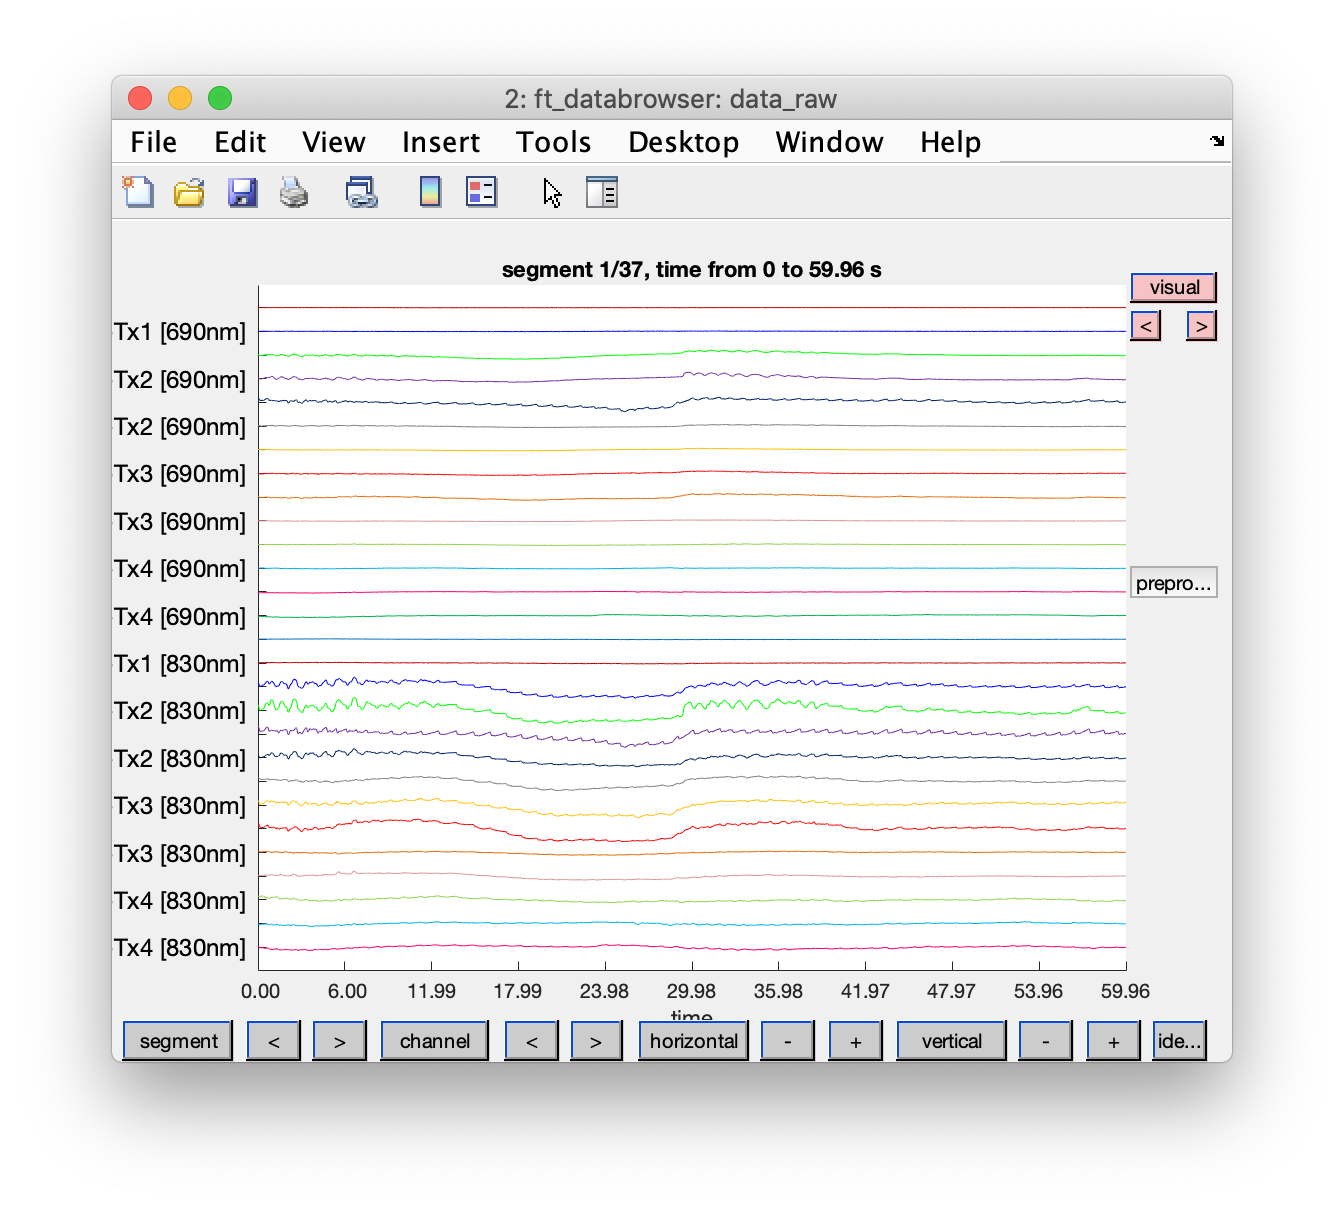 2: ft_databrowser: data_raw
File Edit View Insert Tools Desktop Window Help
segment 1/37, time from 0 to 59.96 s
visual
< >
Tx1 [690nm]
Tx2 [690nm]
Tx2 [690nm]
Tx3 [690nm]
Tx3 [690nm]
Tx4 [690nm]
prepro...
Tx4 [690nm]
Tx1 [830nm]
Tx2 [830nm]
Tx2 [830nm]
Tx3 [830nm]
Tx3 [830nm]
Tx4 [830nm]
Tx4 [830nm]
0.00 6.00 11.99 17.99 23.98 29.98 35.98 41.97 47.97 53.96 59.96
time
segment < > channel < > horizontal - + vertical - + ide...